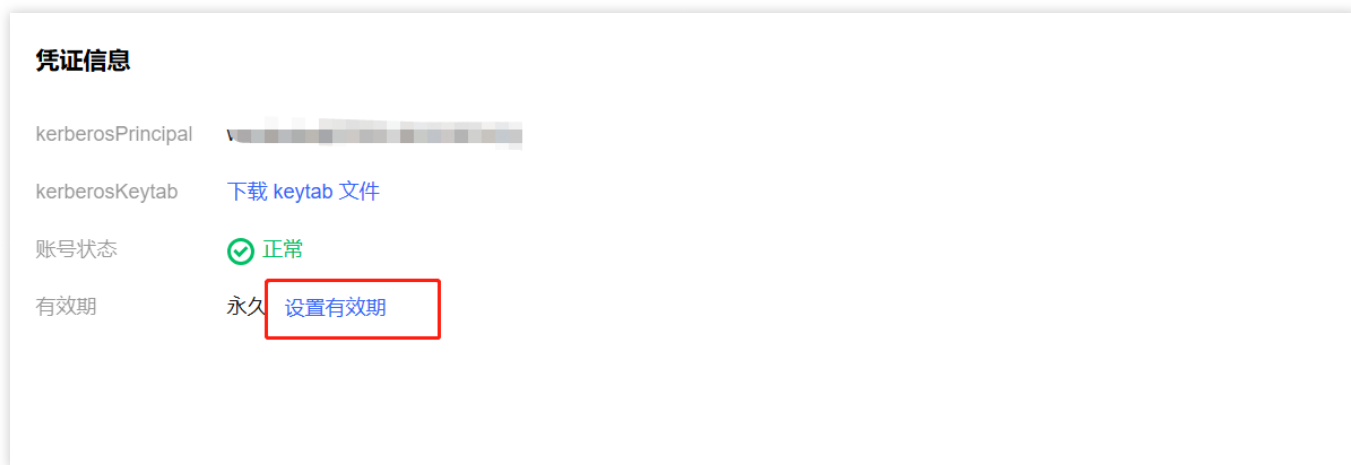 凭证信息
kerberosPrincipal
kerberosKeytab 下载 keytab 文件
账号状态 正常
有效期 永久 设置有效期